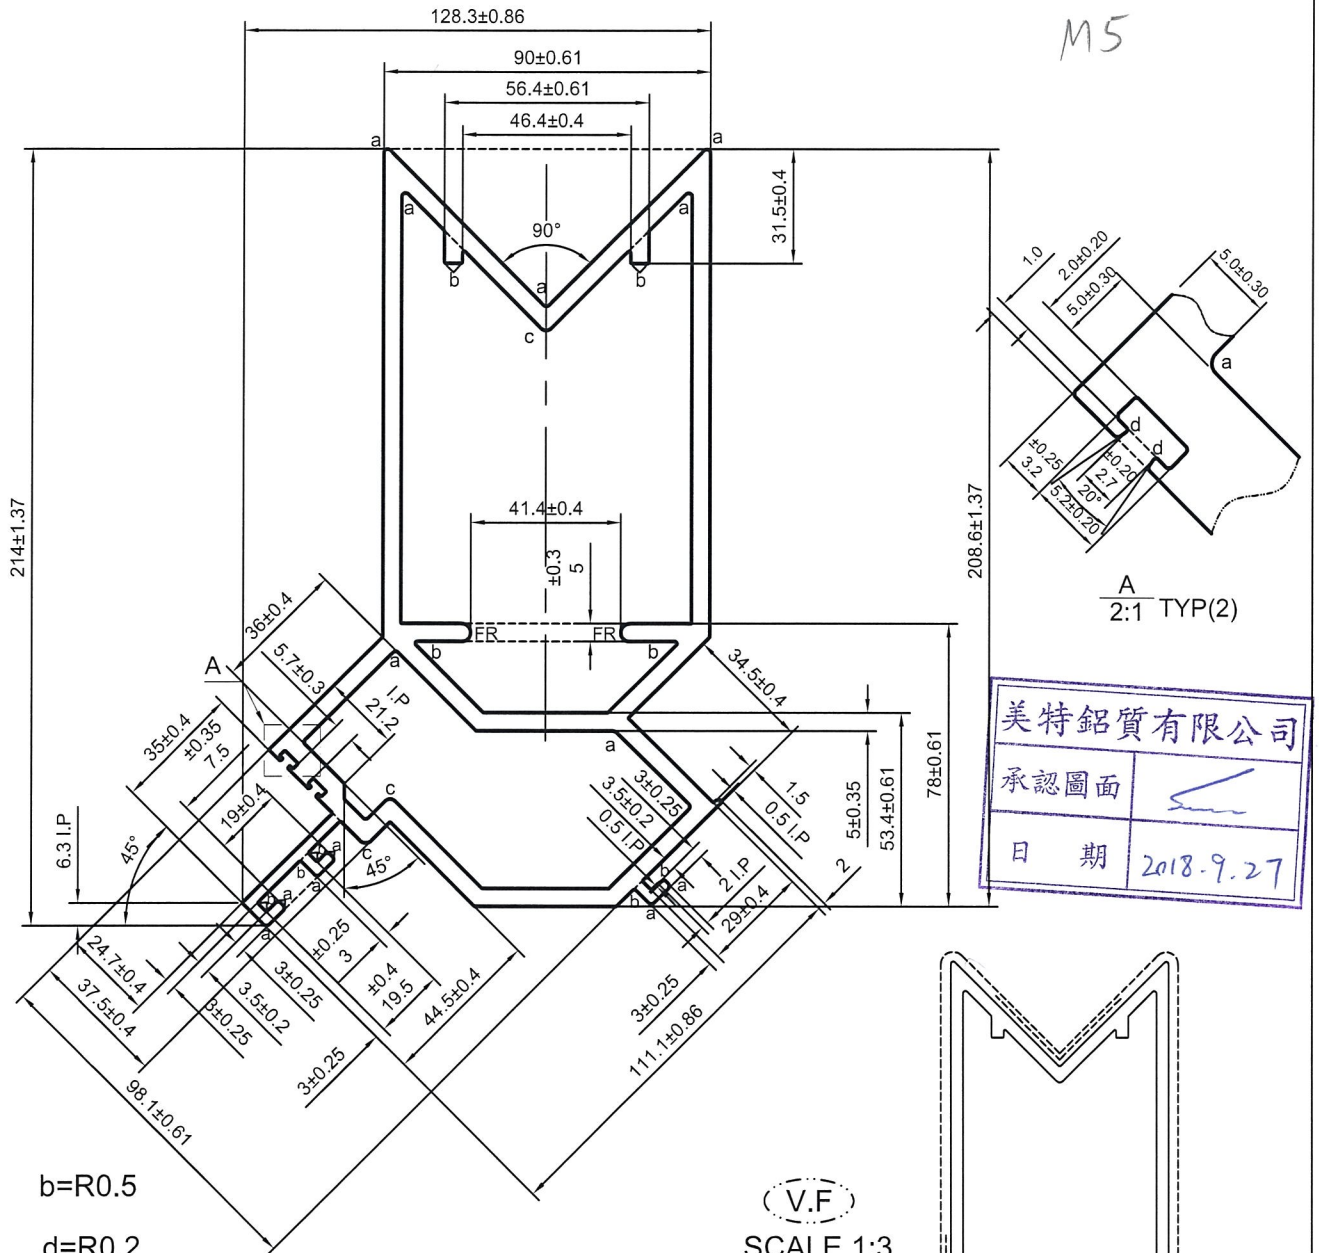 128.3±0.86
M5
90±0.61
56.4±0.61
46.4±0.4
a
a
a
a
31.5±0.4
90°
b
b
a
c
1.0
2.0±0.20
5.0±0.30
5.0±0.30
a
d
d
±0.25
3.2
±0.20
2.7
20°
5.2±0.20
A
2:1 TYP(2)
214±1.37
208.6±1.37
41.4±0.4
±0.3
5
FR
FR
b
b
a
36±0.4
5.7±0.3
I.P
21.2
A
34.5±0.4
35±0.4
±0.35
7.5
19±0.4
a
c
c
3±0.25
3.5±0.2
0.5 I.P
1.5
0.5 I.P
5±0.35
53.4±0.61
78±0.61
美特鋁質有限公司
承認圖面
日 期
2018.9.27
6.3 I.P
45°
45°
a
b
a
b
a
a
b
a
b
a
2 I.P
29±0.4
2
24.7±0.4
37.5±0.4
98.1±0.61
3±0.25
3.5±0.2
3±0.25
3±0.25
±0.25
3
±0.4
19.5
44.5±0.4
3±0.25
111.1±0.86
b=R0.5
d=R0.2
V.F
SCALE 1:3